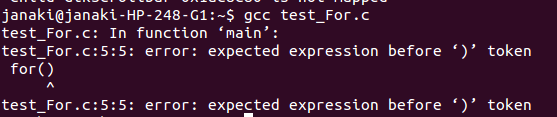 janaki@janaki-HP-248-G1:~$ gcc test_For.c
test_For.c: In function ‘main’:
test_For.c:5:5: error: expected expression before ‘)’ token
for()
^
test_For.c:5:5: error: expected expression before ‘)’ token